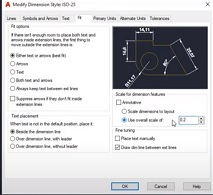 Modify Dimension Style: ISO-25
Lines Symbols and Arrows Text Fit Primary Units Alternate Units Tolerances
Fit options
If there isn't enough room to place both text and
arrows inside extension lines, the first thing to
move outside the extension lines is:
Either text or arrows (best fit)
Arrows
Text
Both text and arrows
Always keep text between ext lines
Suppress arrows if they don't fit inside
extension lines
Text placement
When text is not in the default position, place it:
Beside the dimension line
Over dimension line, with leader
Over dimension line, without leader
14,11
Scale for dimension features
Annotative
Scale dimensions to layout
Use overall scale of: 0.2
Fine tuning
Place text manually
Draw dim line between ext lines
OK Cancel Help